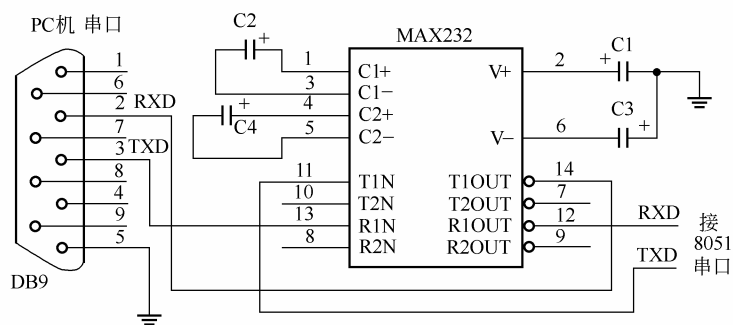 PC机 串口
1
6
2 RXD
7
3 TXD
8
4
9
5
DB9
C2
+
C4
+
1
3
4
5
11
10
13
8
MAX232
C1+
C1−
C2+
C2−
T1N
T2N
R1N
R2N
V+
V−
T1OUT
T2OUT
R1OUT
R2OUT
2
6
14
7
12
9
C1
+
C3
+
RXD
TXD
接
8051
串口